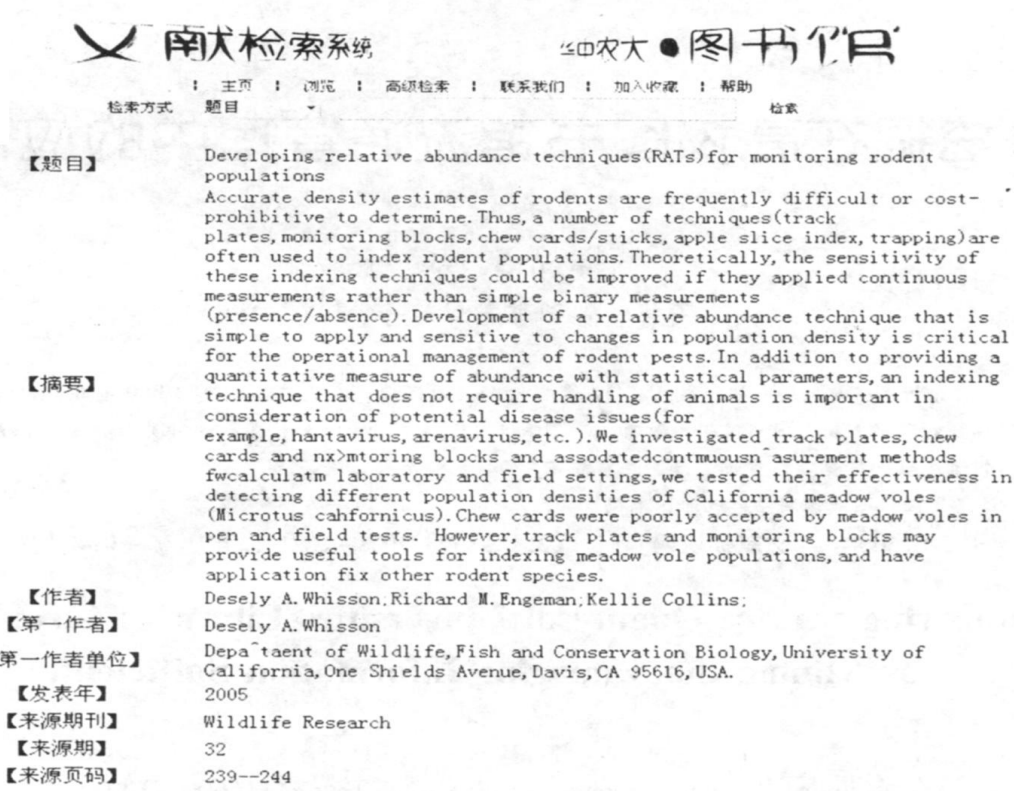 文献检索系统 华中农大●图书馆
: 主页 : 浏览 : 高级检索 : 联系我们 : 加入收藏 : 帮助
检索方式 题目 检索
【题目】 Developing relative abundance techniques(RATs)for monitoring rodent
populations
Accurate density estimates of rodents are frequently difficult or cost-
prohibitive to determine.Thus,a number of techniques(track
plates,monitoring blocks,chew cards/sticks,apple slice index,trapping)are
often used to index rodent populations.Theoretically,the sensitivity of
these indexing techniques could be improved if they applied continuous
measurements rather than simple binary measurements
(presence/absence).Development of a relative abundance technique that is
simple to apply and sensitive to changes in population density is critical
for the operational management of rodent pests.In addition to providing a
【摘要】 quantitative measure of abundance with statistical parameters,an indexing
technique that does not require handling of animals is important in
consideration of potential disease issues(for
example,hantavirus,arenavirus,etc.).We investigated track plates,chew
cards and nx>mtoring blocks and assodatedcontmuousn^asurement methods
fwcalculatm laboratory and field settings,we tested their effectiveness in
detecting different population densities of California meadow voles
(Microtus cahfornicus).Chew cards were poorly accepted by meadow voles in
pen and field tests. However,track plates and monitoring blocks may
provide useful tools for indexing meadow vole populations,and have
application fix other rodent species.
【作者】 Desely A.Whisson;Richard M.Engeman;Kellie Collins;
【第一作者】 Desely A.Whisson
第一作者单位】 Depa^taent of Wildlife,Fish and Conservation Biology,University of
California,One Shields Avenue,Davis,CA 95616,USA.
【发表年】 2005
【来源期刊】 Wildlife Research
【来源期】 32
【来源页码】 239--244